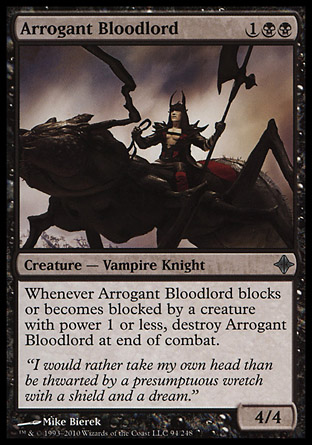 Arrogant Bloodlord 1
Creature — Vampire Knight
Whenever Arrogant Bloodlord blocks
or becomes blocked by a creature
with power 1 or less, destroy Arrogant
Bloodlord at end of combat.
“I would rather take my own head than
be thwarted by a presumptuous wretch
with a shield and a dream.”
Mike Bierek
™ & © 1993–2010 Wizards of the Coast LLC 94/248
4/4